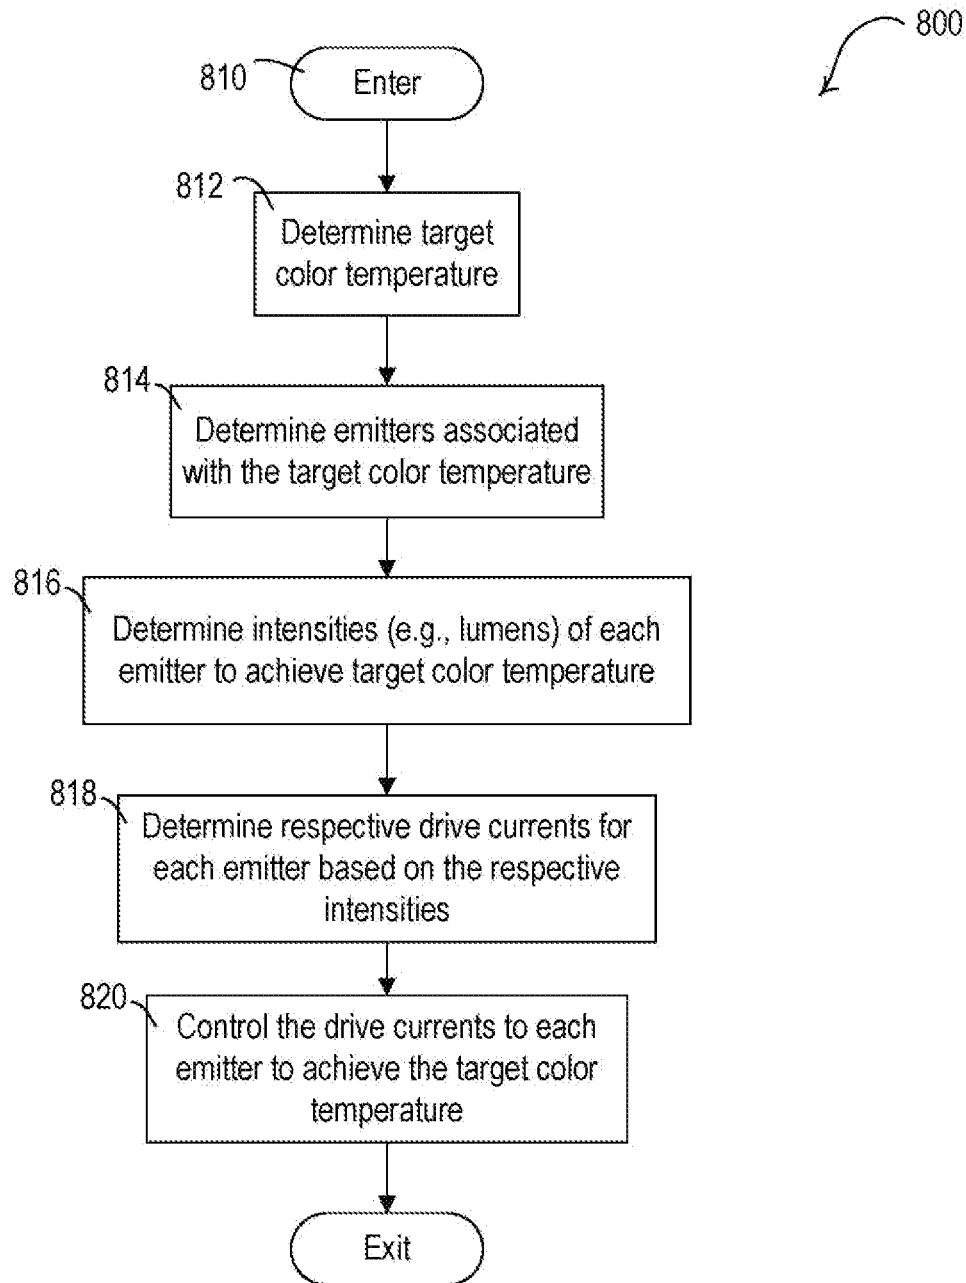 800
810
Enter
812
Determine target
color temperature
814
Determine emitters associated
with the target color temperature
816
Determine intensities (e.g., lumens) of each
emitter to achieve target color temperature
818
Determine respective drive currents for
each emitter based on the respective
intensities
820
Control the drive currents to each
emitter to achieve the target color
temperature
Exit